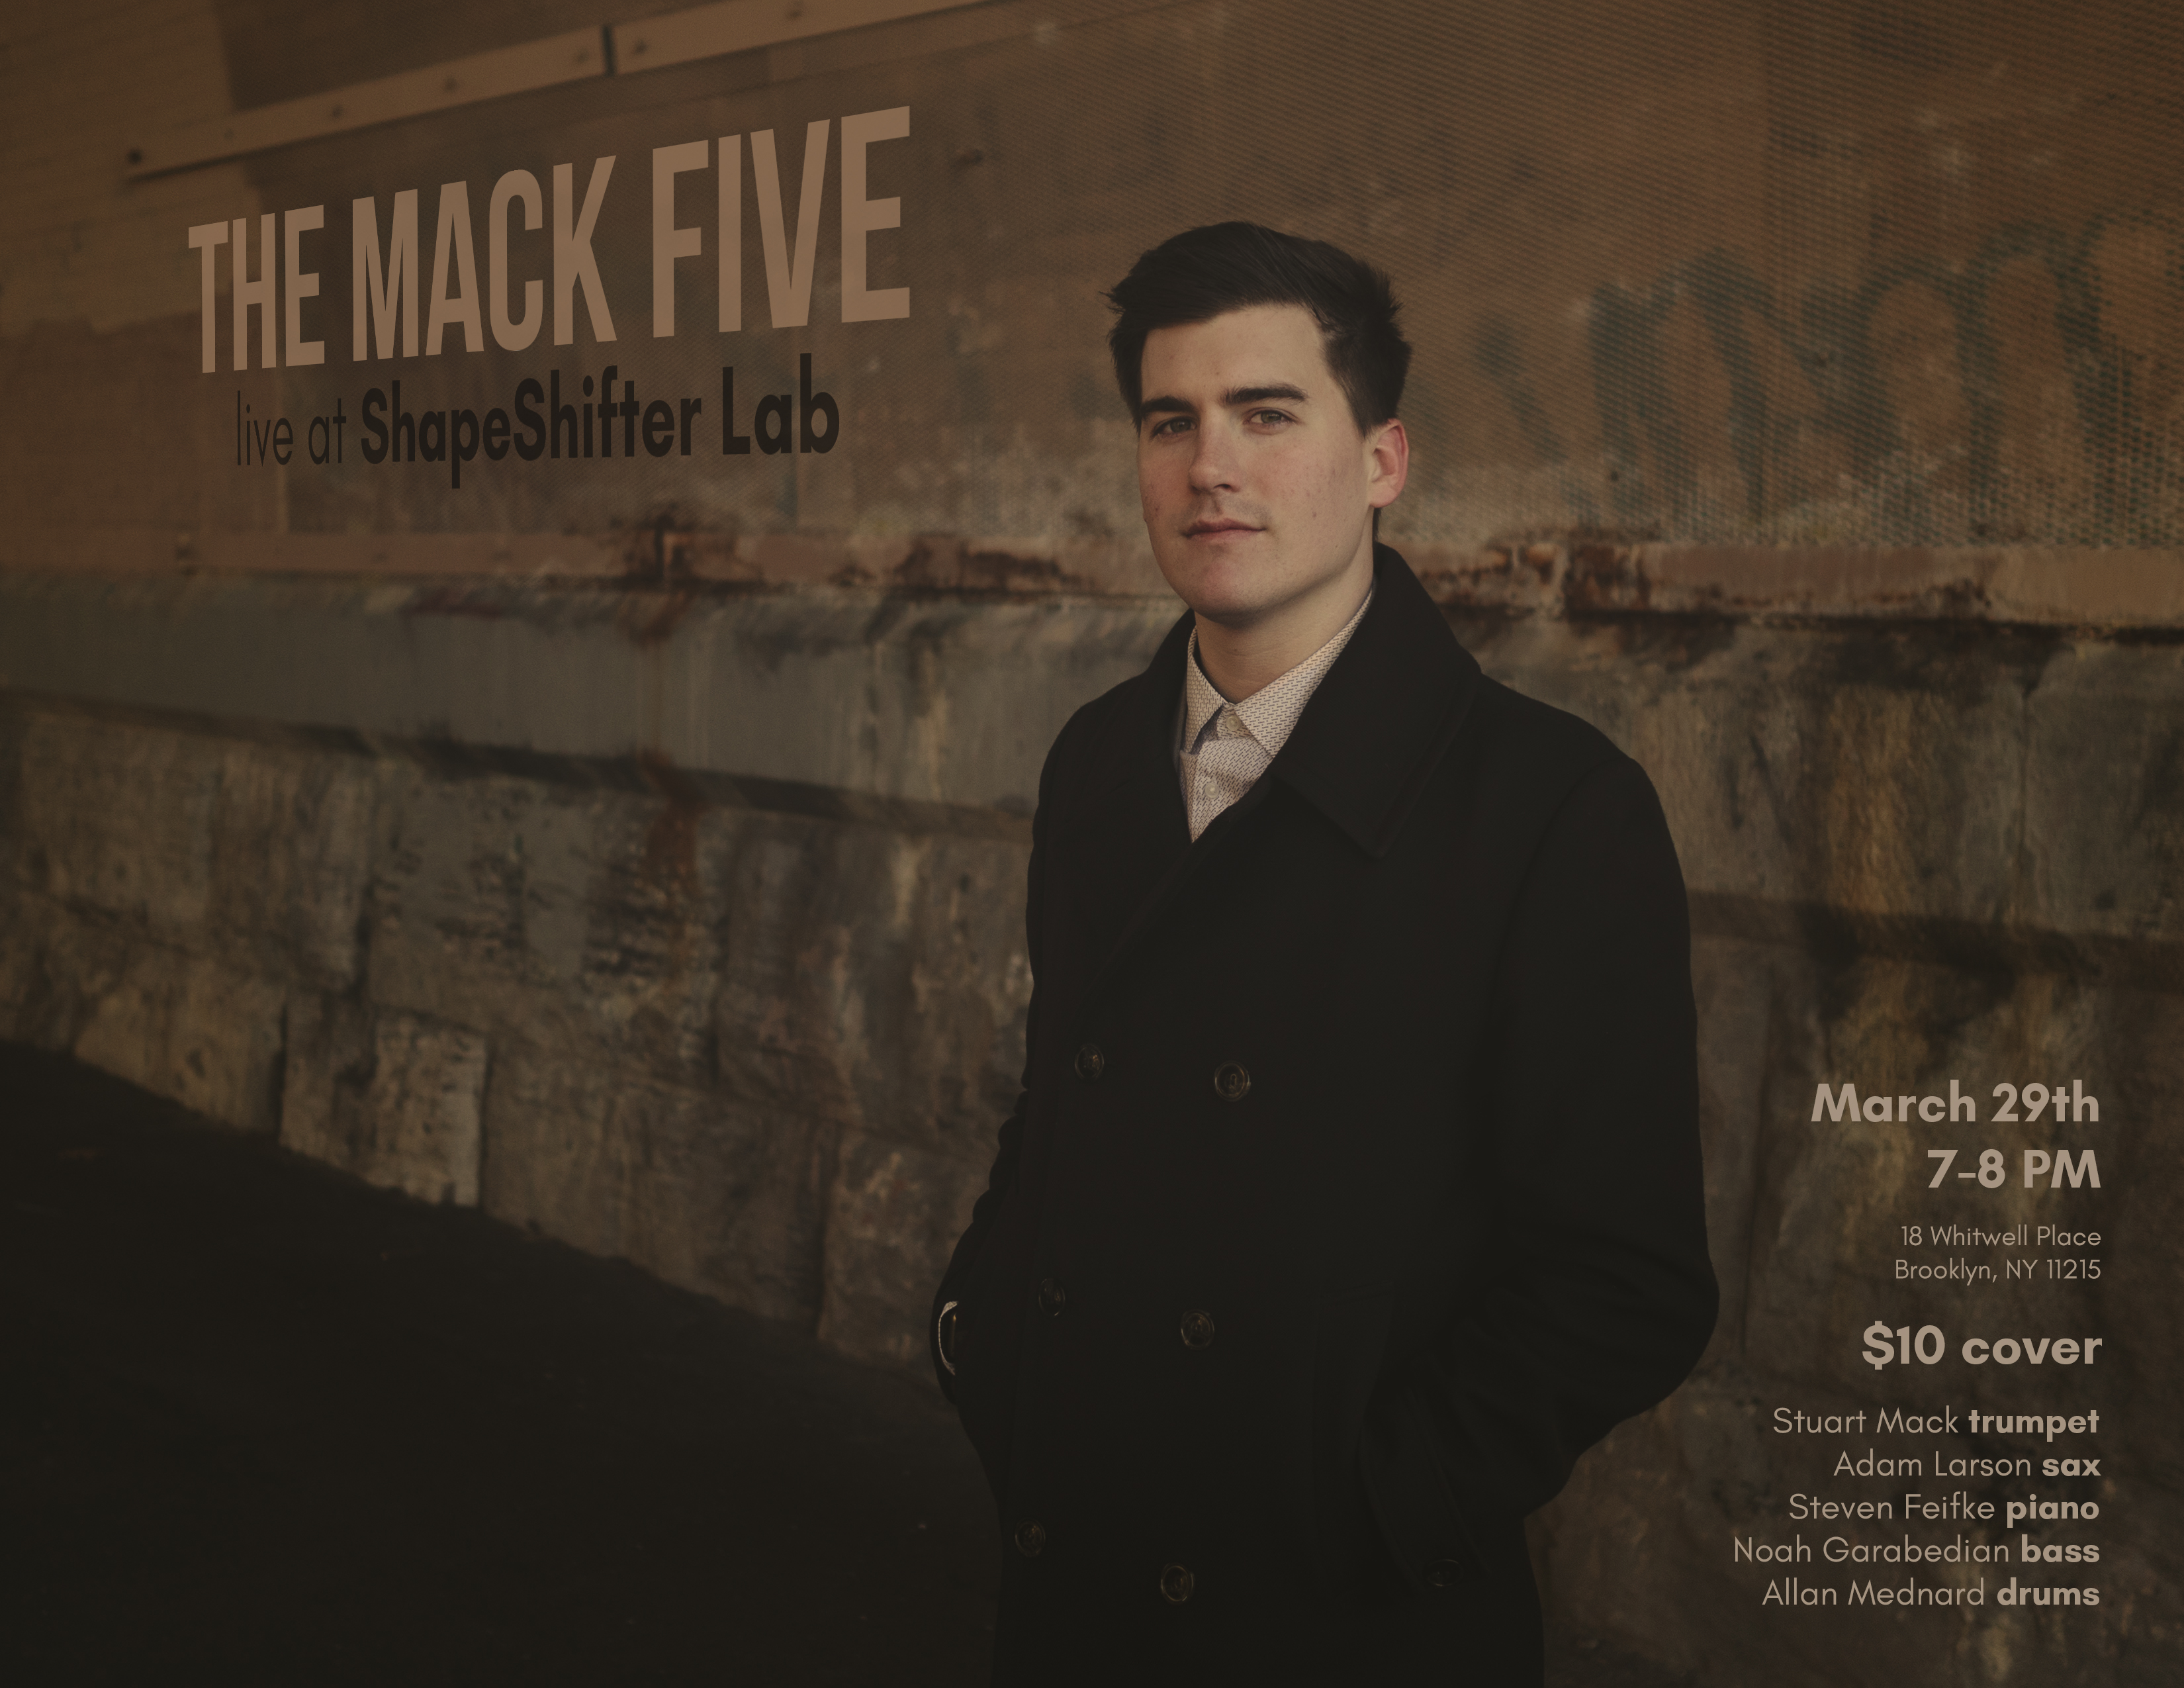 THE MACK FIVE
live at ShapeShifter Lab
March 29th
7-8 PM
18 Whitwell Place
Brooklyn, NY 11215
$10 cover
Stuart Mack trumpet
Adam Larson sax
Steven Feifke piano
Noah Garabedian bass
Allan Mednard drums